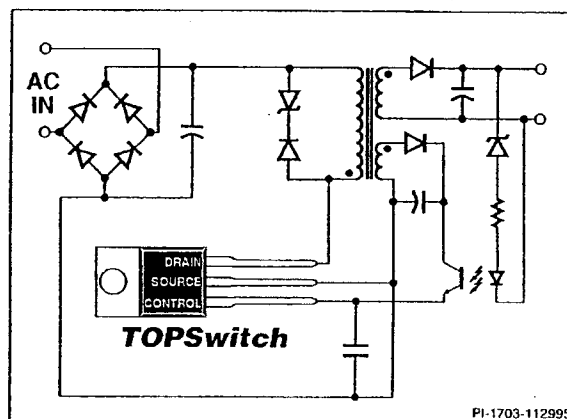 AC
IN
DRAIN
SOURCE
CONTROL
TOPSwitch
PI-1703-112995